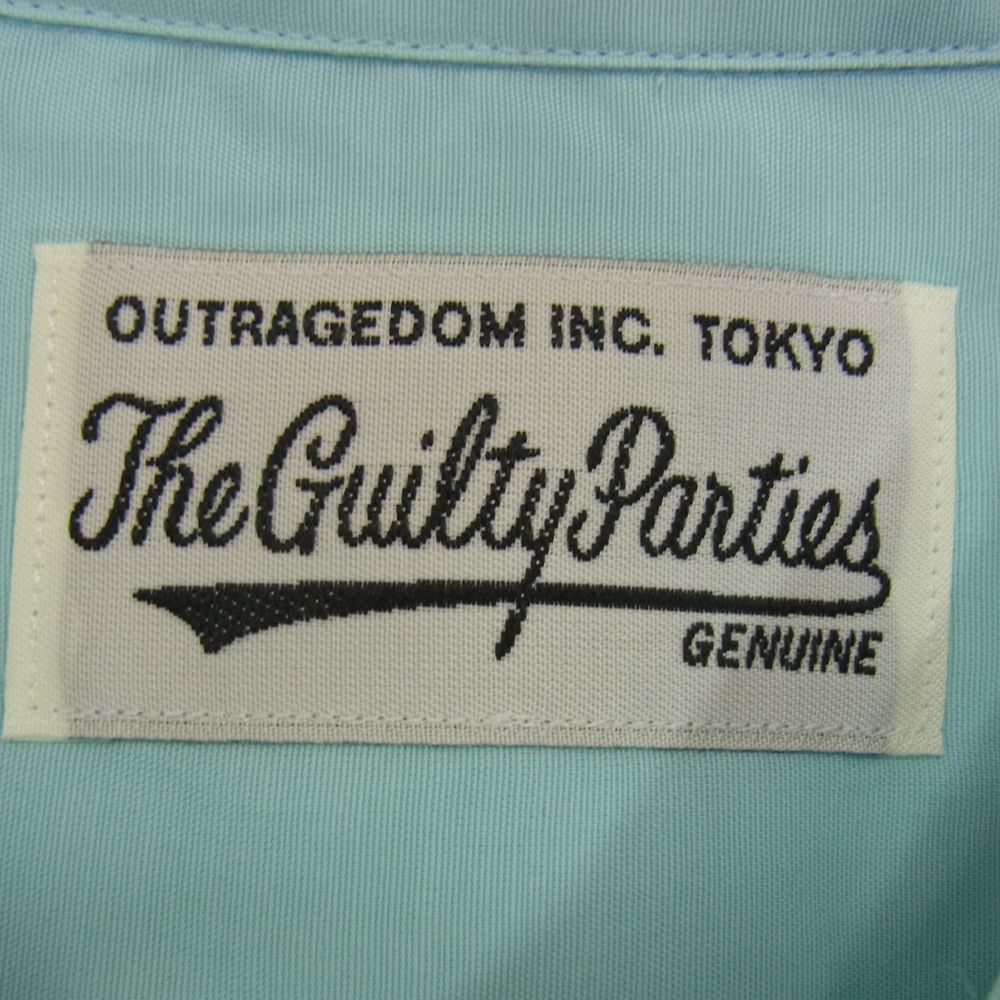 OUTRAGEDOM INC. TOKYO
The Guilty Parties
GENUINE